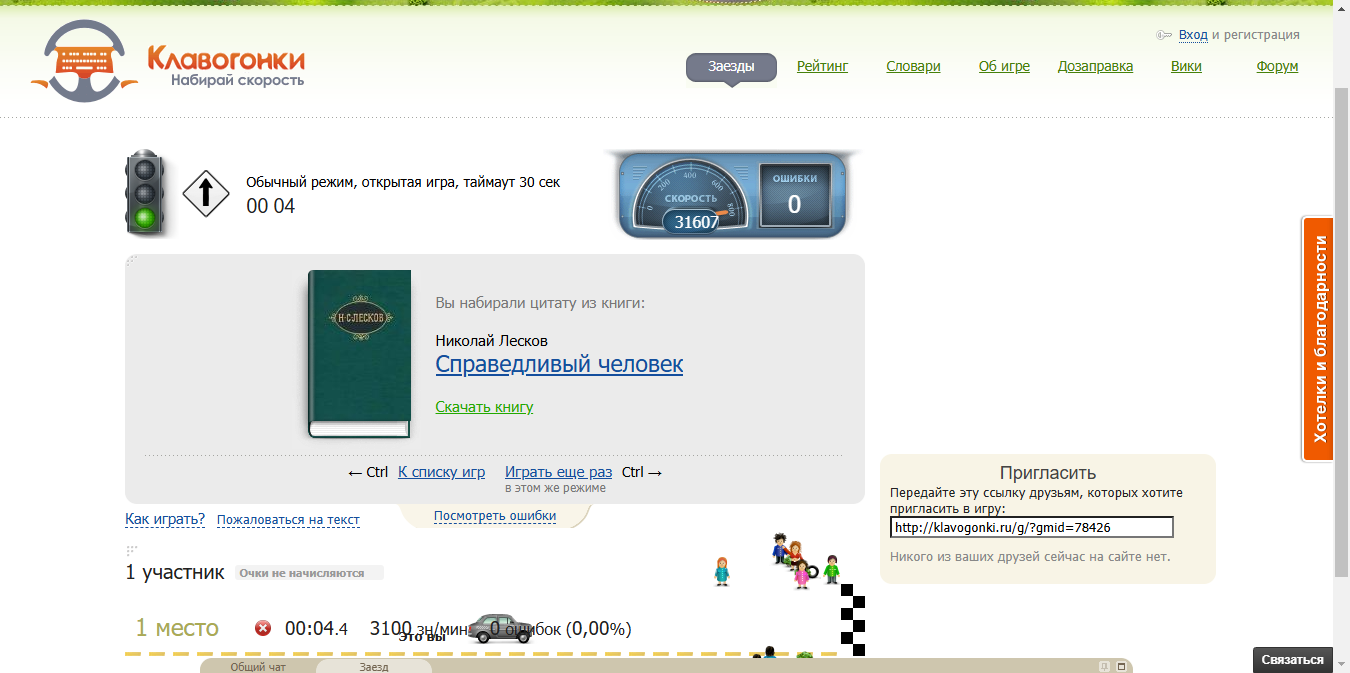 Клавогонки
Набирай скорость
Вход и регистрация
Заезды
Рейтинг
Словари
Об игре
Дозаправка
Вики
Форум
Обычный режим, открытая игра, таймаут 30 сек
00 04
0
200
400
600
800
СКОРОСТЬ
31607
ОШИБКИ
0
Н·С·ЛЕСКОВ
Вы набирали цитату из книги:
Николай Лесков
Справедливый человек
Скачать книгу
← Ctrl К списку игр Играть еще раз Ctrl →
в этом же режиме
Как играть? Пожаловаться на текст
Посмотреть ошибки
1 участник Очки не начисляются
1 место 00:04.4 3100 зн/мин 0 ошибок (0,00%)
Это вы
Общий чат Заезд
Пригласить
Передайте эту ссылку друзьям, которых хотите
пригласить в игру:
http://klavogonki.ru/g/?gmid=78426
Никого из ваших друзей сейчас на сайте нет.
Хотелки и благодарности
Связаться